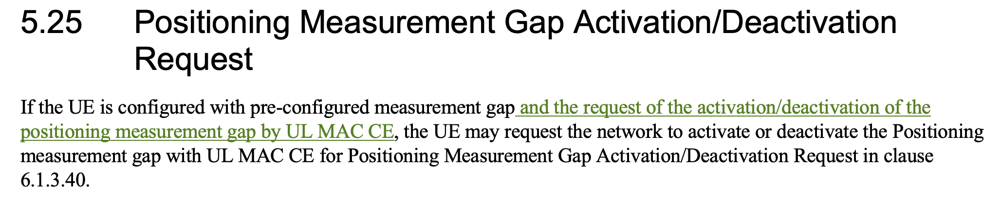 5.25 Positioning Measurement Gap Activation/Deactivation
Request
If the UE is configured with pre-configured measurement gap and the request of the activation/deactivation of the
positioning measurement gap by UL MAC CE, the UE may request the network to activate or deactivate the Positioning
measurement gap with UL MAC CE for Positioning Measurement Gap Activation/Deactivation Request in clause
6.1.3.40.